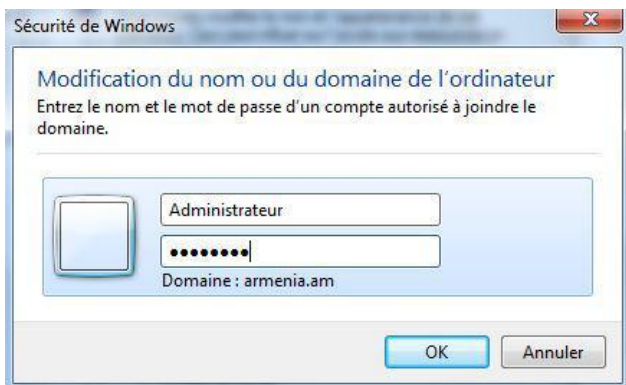 Sécurité de Windows
Modification du nom ou du domaine de l'ordinateur
Entrez le nom et le mot de passe d'un compte autorisé à joindre le
domaine.
Administrateur
●●●●●●●●
Domaine : armenia.am
OK Annuler